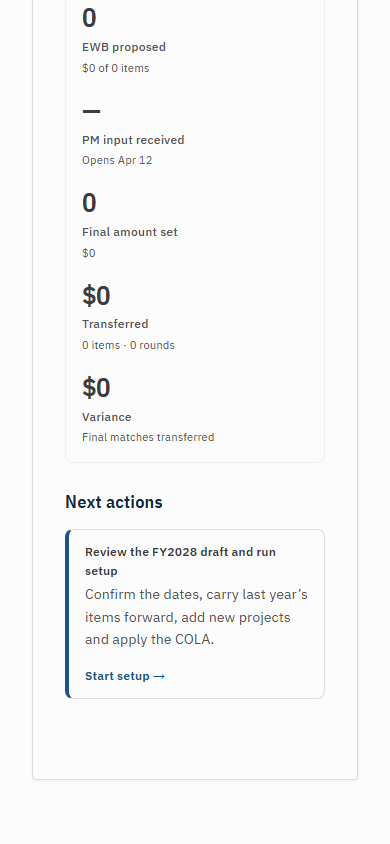 0
EWB proposed
$0 of 0 items
—
PM input received
Opens Apr 12
0
Final amount set
$0
$0
Transferred
0 items · 0 rounds
$0
Variance
Final matches transferred
Next actions
Review the FY2028 draft and run
setup
Confirm the dates, carry last year’s
items forward, add new projects
and apply the COLA.
Start setup →